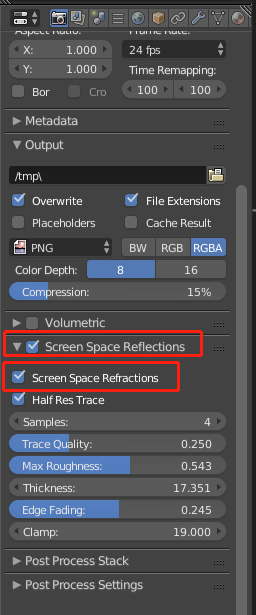 Aspect Ratio: Frame Rate:
X: 1.000 24 fps
Y: 1.000 Time Remapping:
Bor Cro 100 100
Metadata
Output
/tmp\
Overwrite File Extensions
Placeholders Cache Result
PNG BW RGB RGBA
Color Depth: 8 16
Compression: 15%
Volumetric
Screen Space Reflections
Screen Space Refractions
Half Res Trace
Samples: 4
Trace Quality: 0.250
Max Roughness: 0.543
Thickness: 17.351
Edge Fading: 0.245
Clamp: 19.000
Post Process Stack
Post Process Settings